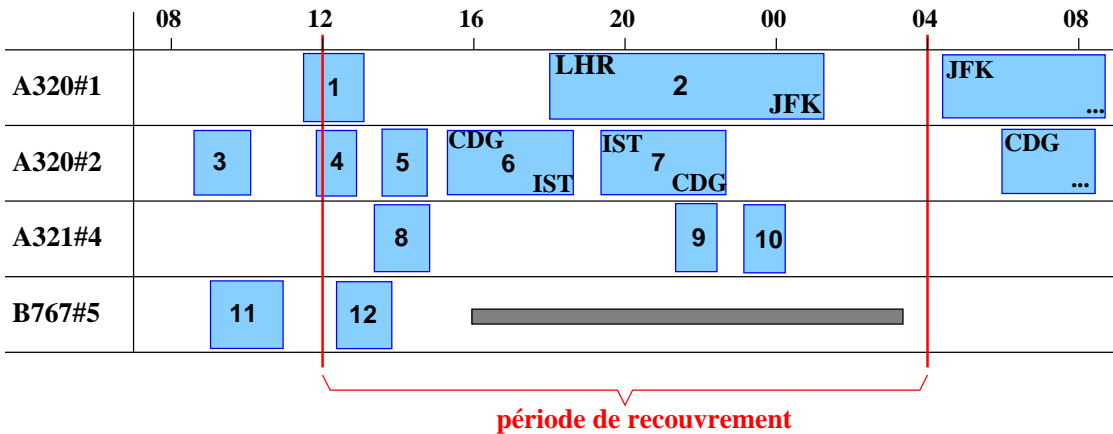 08 12 16 20 00 04 08
A320#1 1 LHR 2 JFK JFK ...
A320#2 3 4 5 CDG 6 IST IST 7 CDG CDG ...
A321#4 8 9 10
B767#5 11 12
période de recouvrement